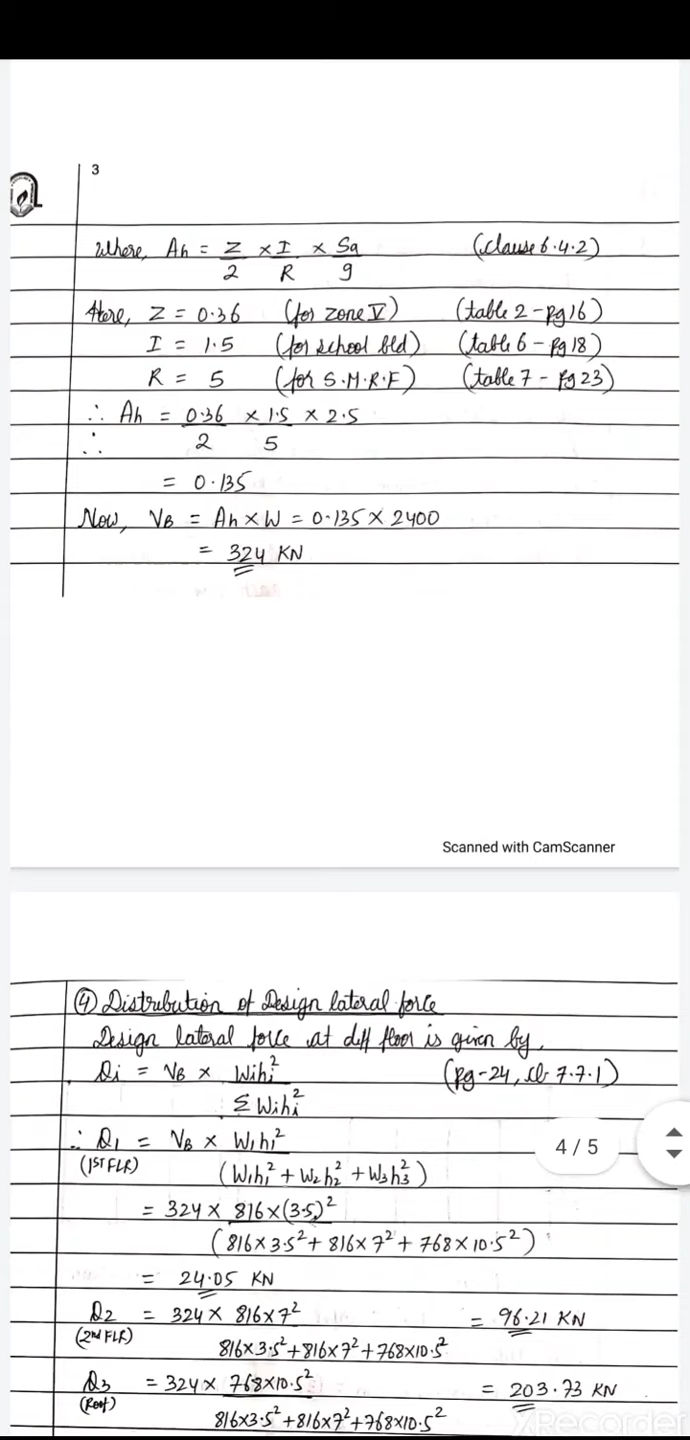 3
Where, Ah = Z/2 × I/R × Sa/g (clause 6.4.2)
Here, Z = 0.36 (for zone V) (table 2 - pg 16)
I = 1.5 (for school bld) (table 6 - pg 18)
R = 5 (for S.M.R.F) (table 7 - pg 23)
∴ Ah = 0.36/2 × 1.5/5 × 2.5
∴
= 0.135
Now, VB = Ah × W = 0.135 × 2400
= 324 KN
Scanned with CamScanner
④ Distribution of Design lateral force
Design lateral force at diff floor is given by,
Qi = VB × Wihi²/ΣWihi² (pg-24, cl. 7.7.1)
∴ Q1 = VB × W1h1²/(W1h1² + W2h2² + W3h3²)
(1ST FLR)
4 / 5
= 324 × 816×(3.5)²/(816×3.5² + 816×7² + 768×10.5²)
= 24.05 KN
Q2 = 324 × 816×7²/816×3.5²+816×7²+768×10.5² = 96.21 KN
(2ND FLR)
Q3 = 324 × 768×10.5²/816×3.5²+816×7²+768×10.5² = 203.73 KN
(Roof)
XRecorder